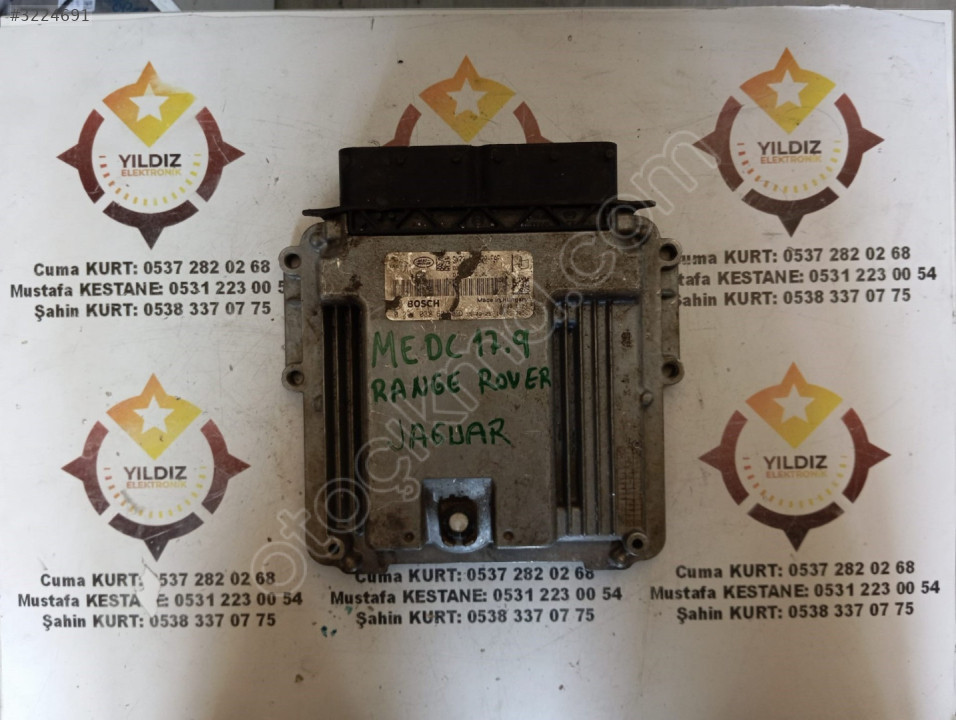 #3224691
YILDIZ
ELEKTRONİK
YILDIZ
ELEKTRONİK
Cuma KURT: 0537 282 02 68
Mustafa KESTANE: 0531 223 00 5
Şahin KURT: 0538 337 07 75
KURT: 0537 282 02 68
KESTANE: 0531 223 00 54
Şahin KURT: 0538 337 07 75
BOSCH
MEDC 17.9
RANGE ROVER
JAGUAR
otoçıkma.com
YILDIZ
ELEKTRONİK
YILDIZ
ELEKTRONİK
Cuma KURT: 0537 282 02 68
Mustafa KESTANE: 0531 223 00 54
Şahin KURT: 0538 337 07 75
Cuma KURT: 0537 282 02 68
Mustafa KESTANE: 0531 223 00 54
Şahin KURT: 0538 337 07 75
Cuma KURT: 0537 282 02 68
Mustafa KESTANE: 0531 223 00 54
Şahin KURT: 0538 337 07 75